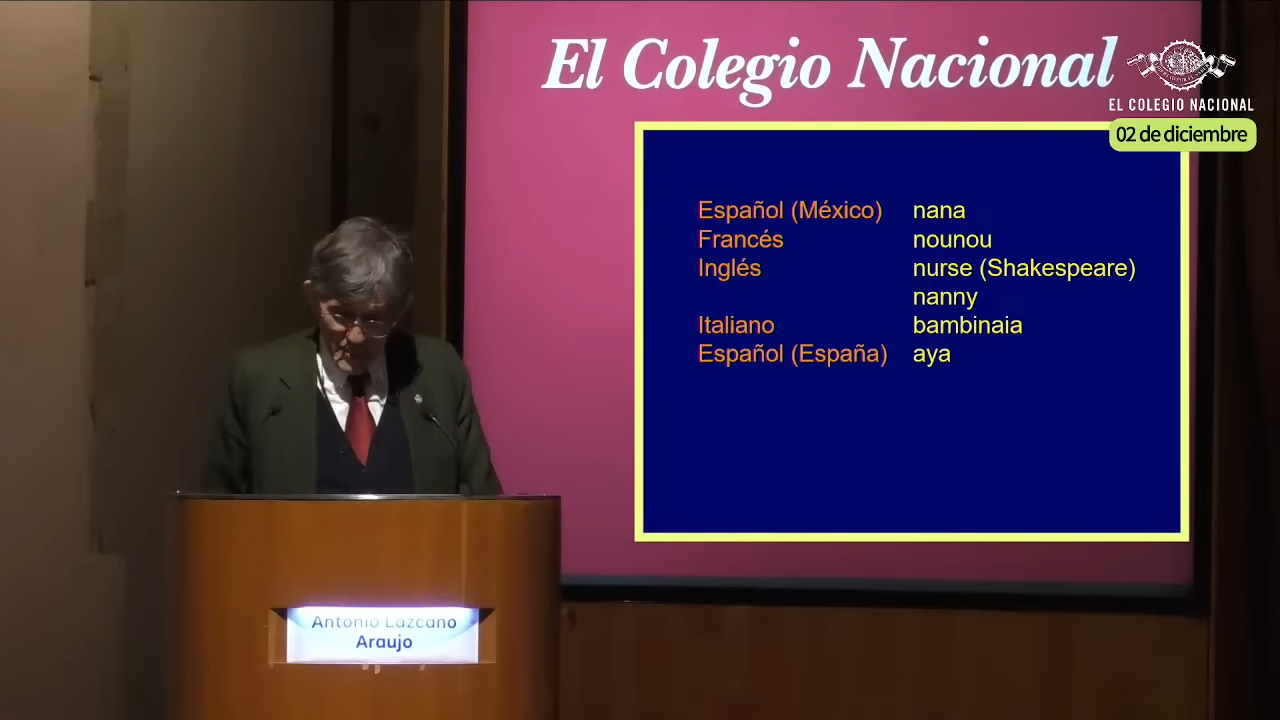 El Colegio Nacional
EL COLEGIO NACIONAL
02 de diciembre
Español (México) nana
Francés nounou
Inglés nurse (Shakespeare)
nanny
Italiano bambinaia
Español (España) aya
Antonio Lazcano
Araujo